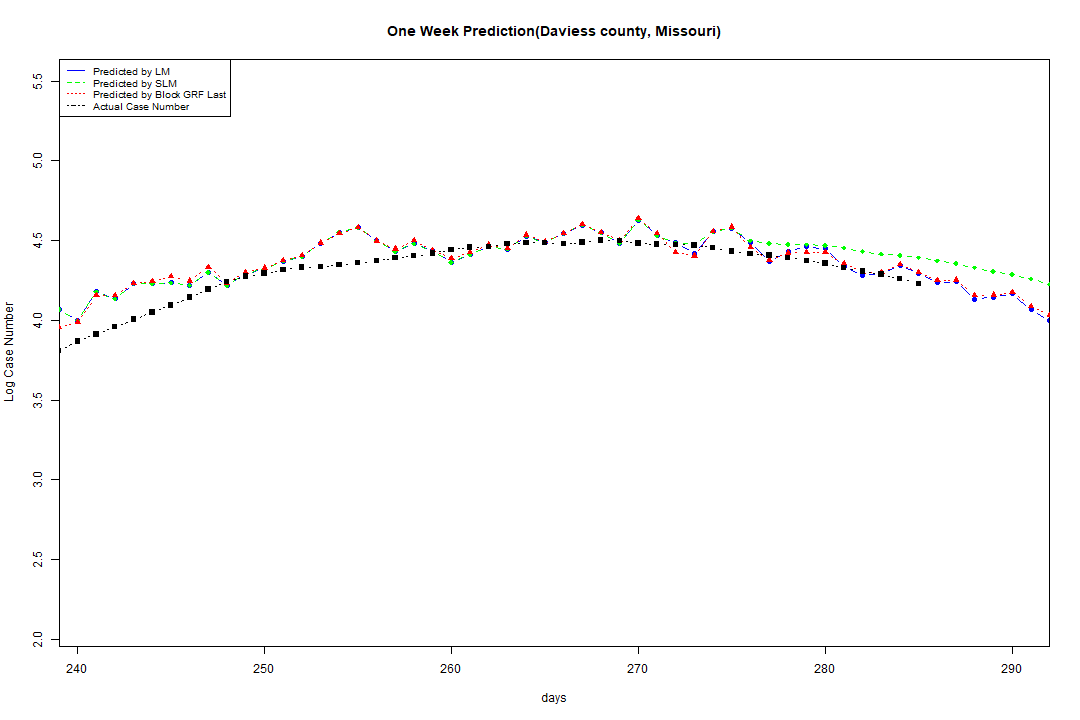 One Week Prediction(Daviess county, Missouri)
Predicted by LM
Predicted by SLM
Predicted by Block GRF Last
Actual Case Number
5.5
5.0
4.5
4.0
3.5
3.0
2.5
2.0
Log Case Number
240 250 260 270 280 290
days